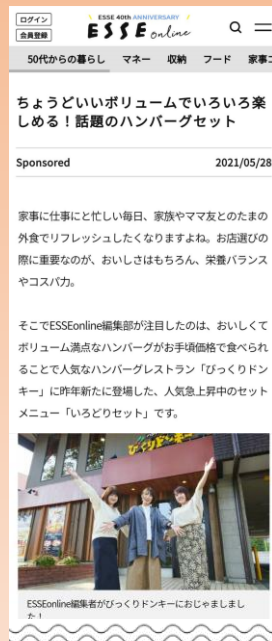 ログイン
会員登録
ESSE 40th ANNIVERSARY
ESSE online
50代からの暮らし マネー 収納 フード 家事コ
ちょうどいいボリュームでいろいろ楽
しめる！話題のハンバーグセット
Sponsored 2021/05/28
家事に仕事にと忙しい毎日、家族やママ友とのたまの
外食でリフレッシュしたくなりますよね。お店選びの
際に重要なのが、おいしさはもちろん、栄養バランス
やコスパ力。
そこでESSEonline編集部が注目したのは、おいしくて
ボリューム満点なハンバーグがお手頃価格で食べられ
ることで人気なハンバーグレストラン「びっくりドン
キー」に昨年新たに登場した、人気急上昇中のセット
メニュー「いろどりセット」です。
びっくりドンキー
ESSEonline編集者がびっくりドンキーにおじゃましまし
た！